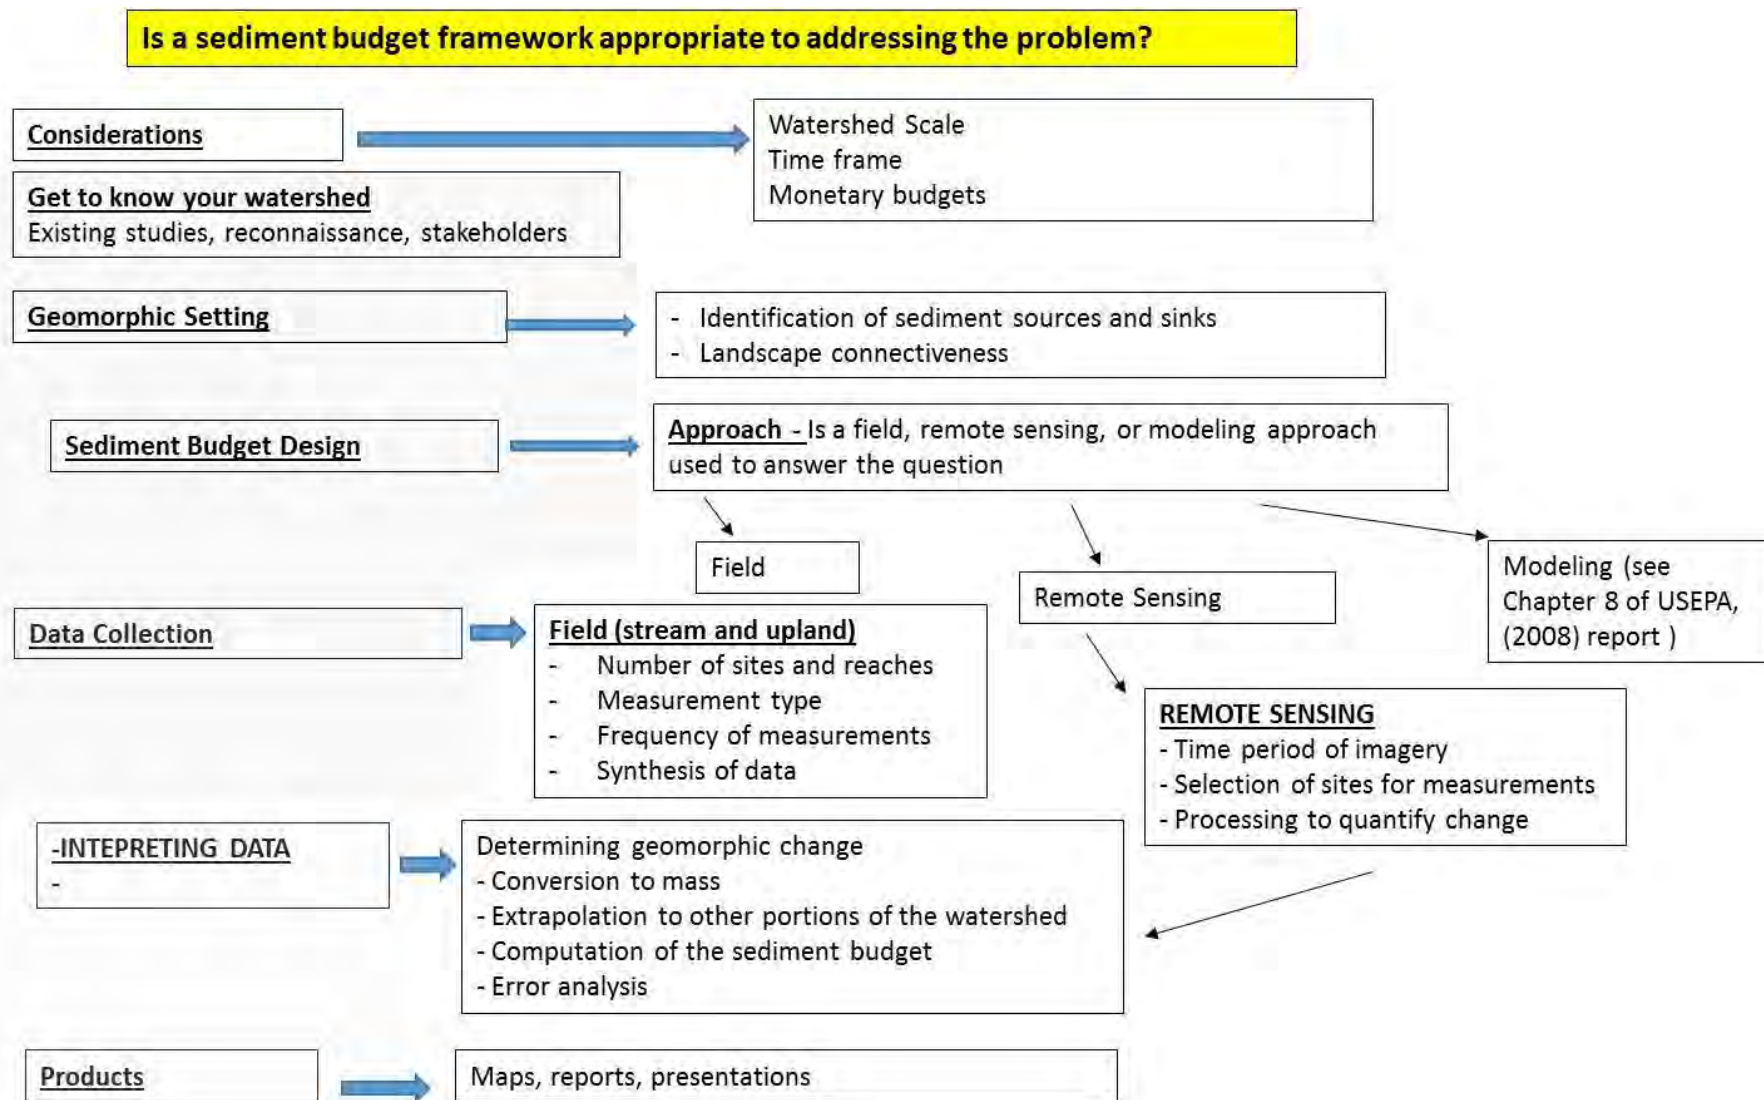 Is a sediment budget framework appropriate to addressing the problem?
Considerations
Watershed Scale
Time frame
Monetary budgets
Get to know your watershed
Existing studies, reconnaissance, stakeholders
Geomorphic Setting
- Identification of sediment sources and sinks
- Landscape connectiveness
Sediment Budget Design
Approach - Is a field, remote sensing, or modeling approach
used to answer the question
Field
Remote Sensing
Modeling (see
Chapter 8 of USEPA,
(2008) report )
Data Collection
Field (stream and upland)
- Number of sites and reaches
- Measurement type
- Frequency of measurements
- Synthesis of data
REMOTE SENSING
- Time period of imagery
- Selection of sites for measurements
- Processing to quantify change
-INTEPRETING DATA
-
Determining geomorphic change
- Conversion to mass
- Extrapolation to other portions of the watershed
- Computation of the sediment budget
- Error analysis
Products
Maps, reports, presentations